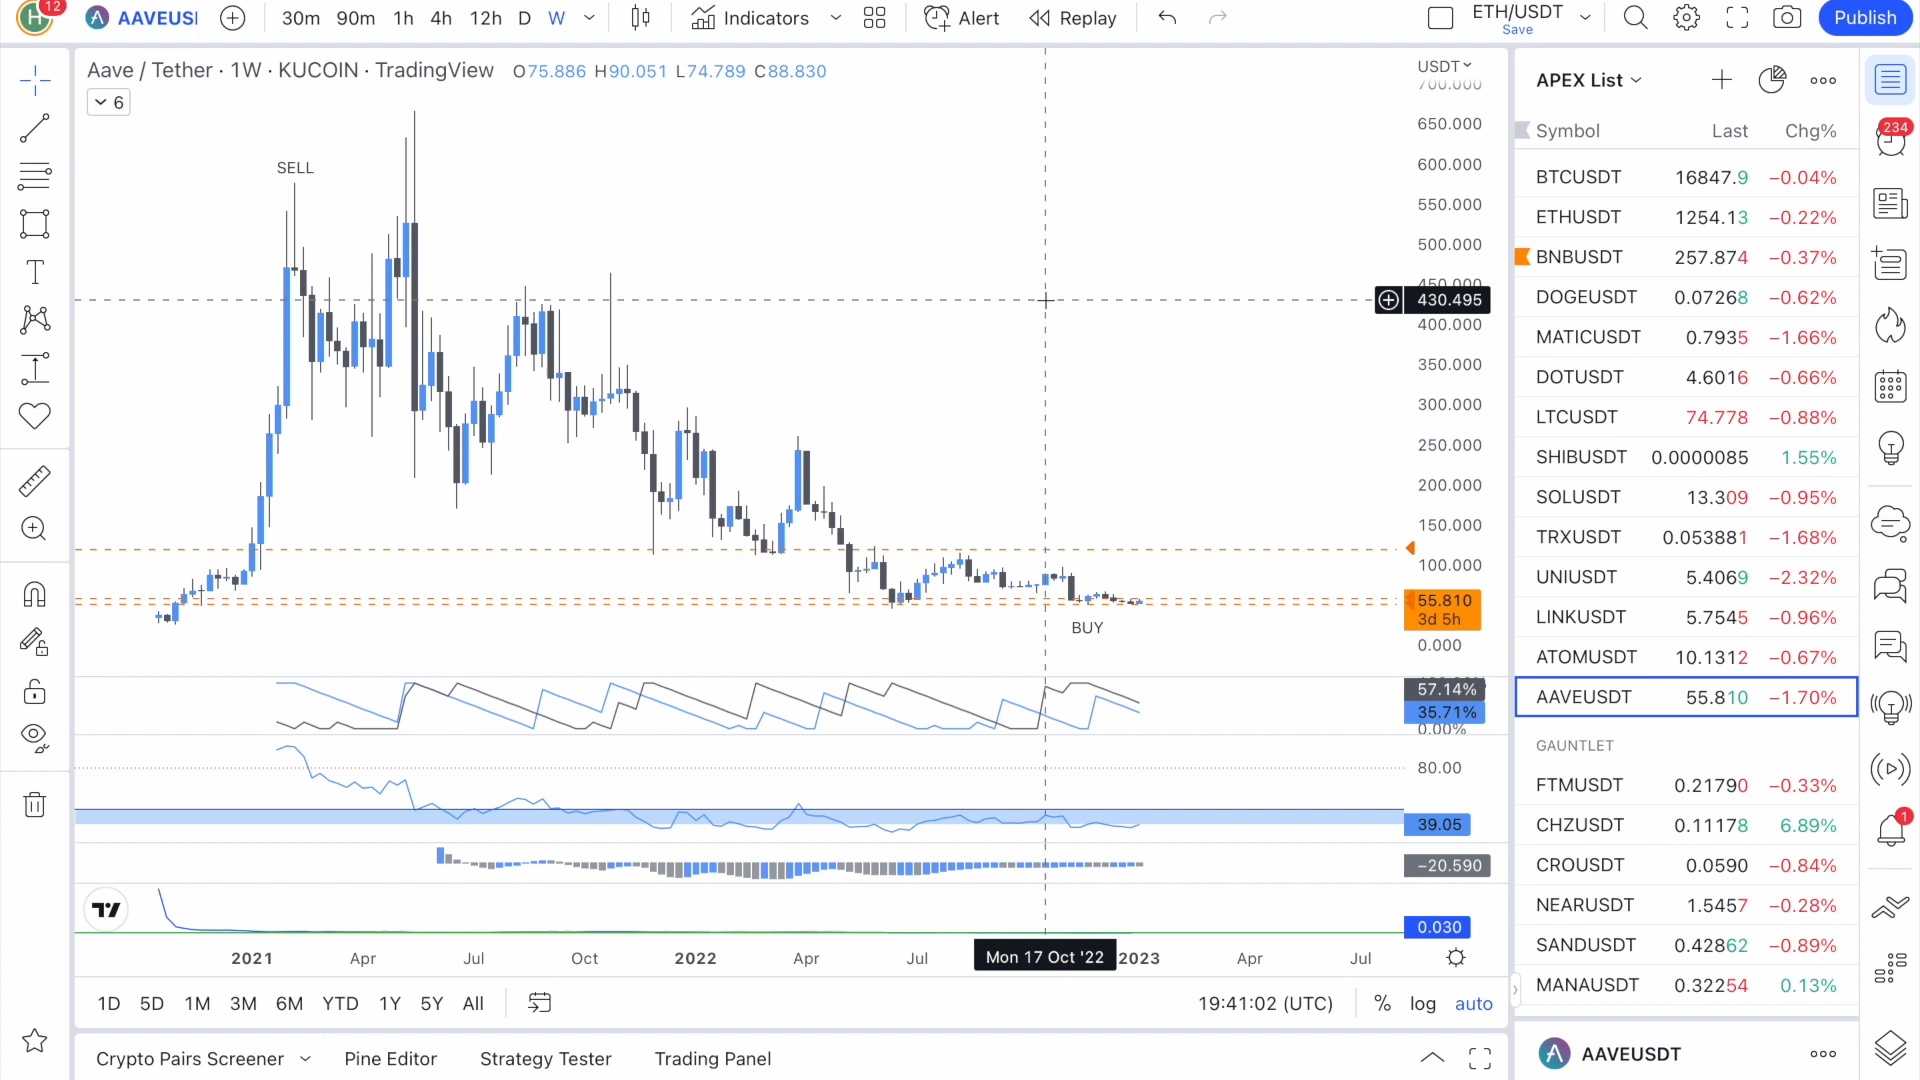 H 12 AAVEUSI 30m 90m 1h 4h 12h D W Indicators Alert Replay ETH/USDT Save Publish
Aave / Tether · 1W · KUCOIN · TradingView O75.886 H90.051 L74.789 C88.830
6
USDT
700.000
650.000
600.000
550.000
500.000
450.000
430.495
400.000
350.000
300.000
250.000
200.000
150.000
100.000
55.810
3d 5h
0.000
SELL
BUY
57.14%
35.71%
0.00%
80.00
39.05
−20.590
0.030
2021 Apr Jul Oct 2022 Apr Jul Mon 17 Oct '22 2023 Apr Jul
1D 5D 1M 3M 6M YTD 1Y 5Y All 19:41:02 (UTC) % log auto
Crypto Pairs Screener Pine Editor Strategy Tester Trading Panel
APEX List
Symbol Last Chg%
BTCUSDT 16847.9 −0.04%
ETHUSDT 1254.13 −0.22%
BNBUSDT 257.874 −0.37%
DOGEUSDT 0.07268 −0.62%
MATICUSDT 0.7935 −1.66%
DOTUSDT 4.6016 −0.66%
LTCUSDT 74.778 −0.88%
SHIBUSDT 0.0000085 1.55%
SOLUSDT 13.309 −0.95%
TRXUSDT 0.053881 −1.68%
UNIUSDT 5.4069 −2.32%
LINKUSDT 5.7545 −0.96%
ATOMUSDT 10.1312 −0.67%
AAVEUSDT 55.810 −1.70%
GAUNTLET
FTMUSDT 0.21790 −0.33%
CHZUSDT 0.11178 6.89%
CROUSDT 0.0590 −0.84%
NEARUSDT 1.5457 −0.28%
SANDUSDT 0.42862 −0.89%
MANAUSDT 0.32254 0.13%
AAVEUSDT
234
1